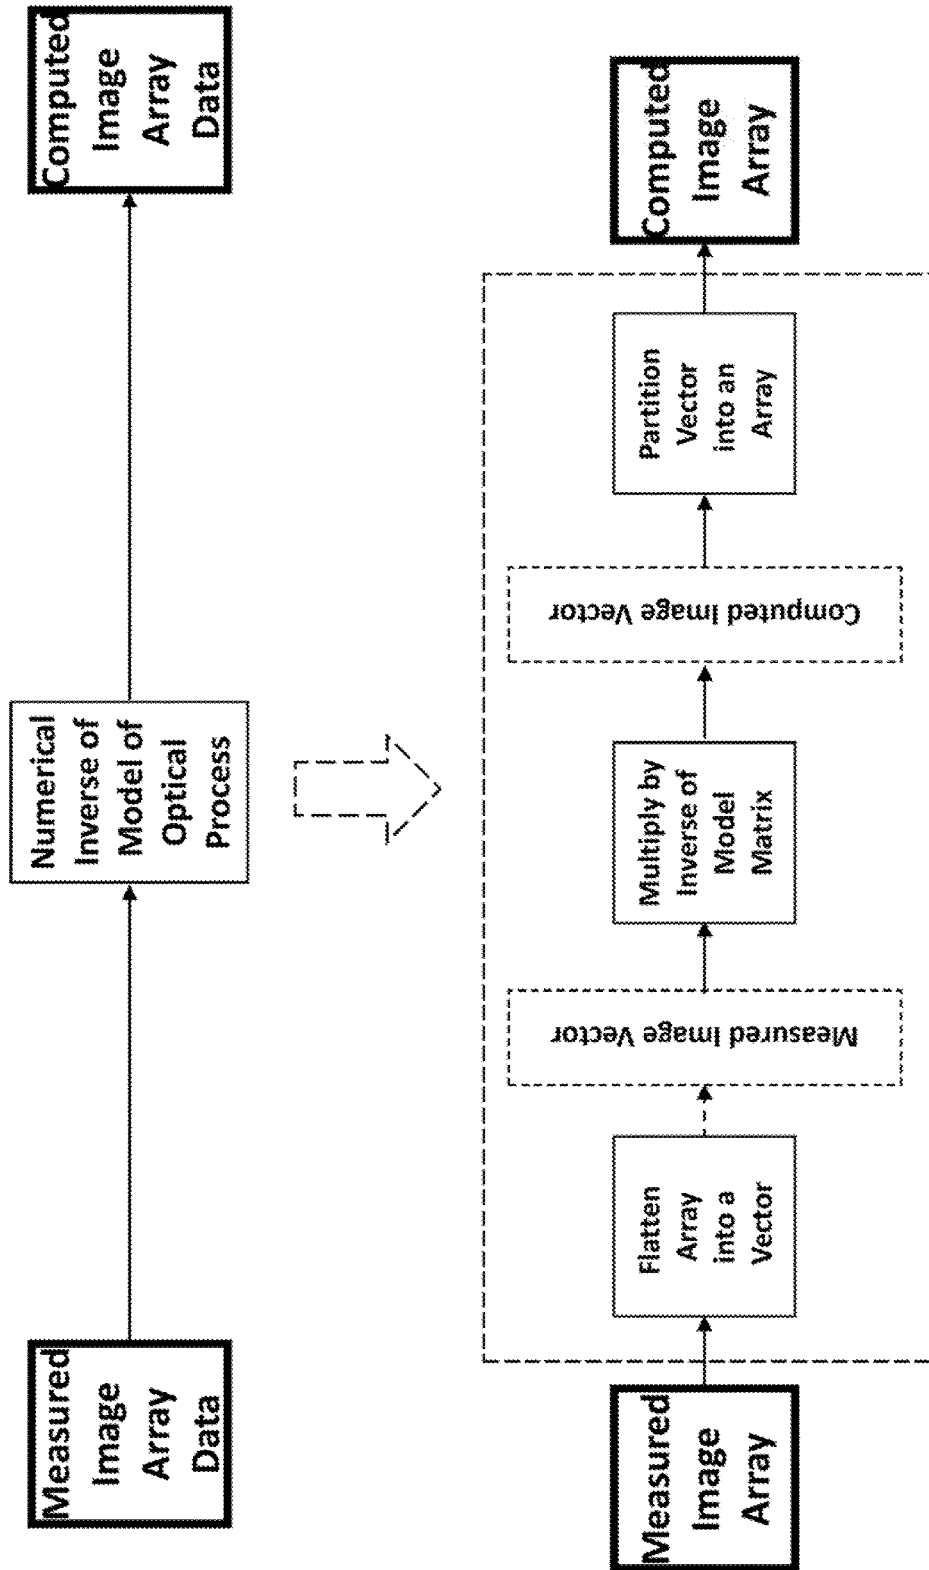 Measured
Image
Array
Data
Numerical
Inverse of
Model of
Optical
Process
Computed
Image
Array
Data
Measured
Image
Array
Flatten
Array
into a
Vector
Measured Image Vector
Multiply by
Inverse of
Model
Matrix
Computed Image Vector
Partition
Vector
into an
Array
Computed
Image
Array